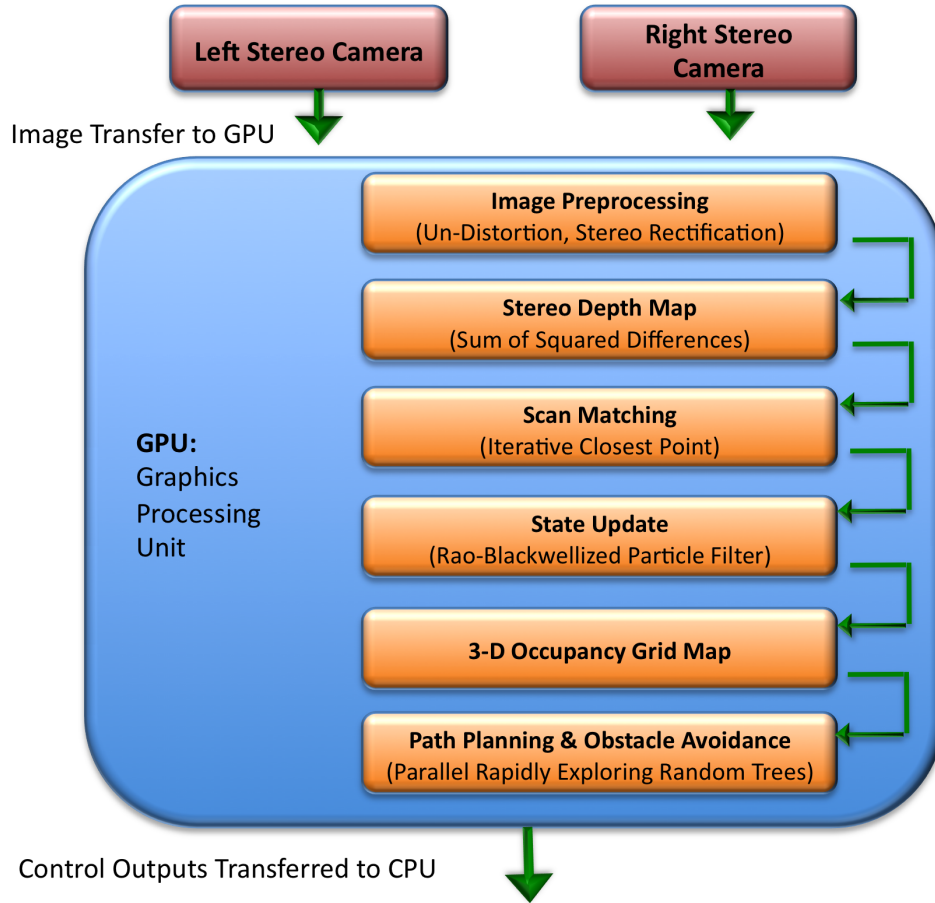 Left Stereo Camera
Right Stereo
Camera
Image Transfer to GPU
Image Preprocessing
(Un-Distortion, Stereo Rectification)
Stereo Depth Map
(Sum of Squared Differences)
Scan Matching
(Iterative Closest Point)
GPU:
Graphics
Processing
Unit
State Update
(Rao-Blackwellized Particle Filter)
3-D Occupancy Grid Map
Path Planning & Obstacle Avoidance
(Parallel Rapidly Exploring Random Trees)
Control Outputs Transferred to CPU